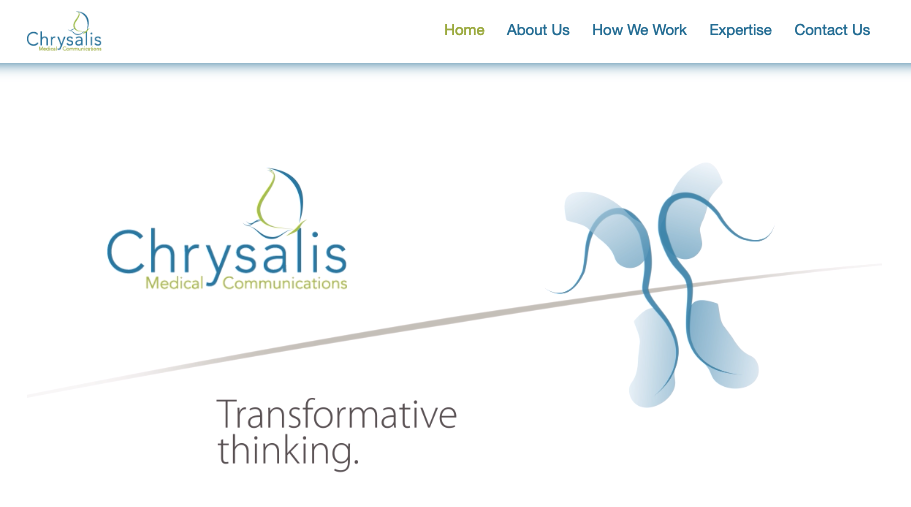 Chrysalis
Medical Communications
Home About Us How We Work Expertise Contact Us
Chrysalis
Medical Communications
Transformative
thinking.